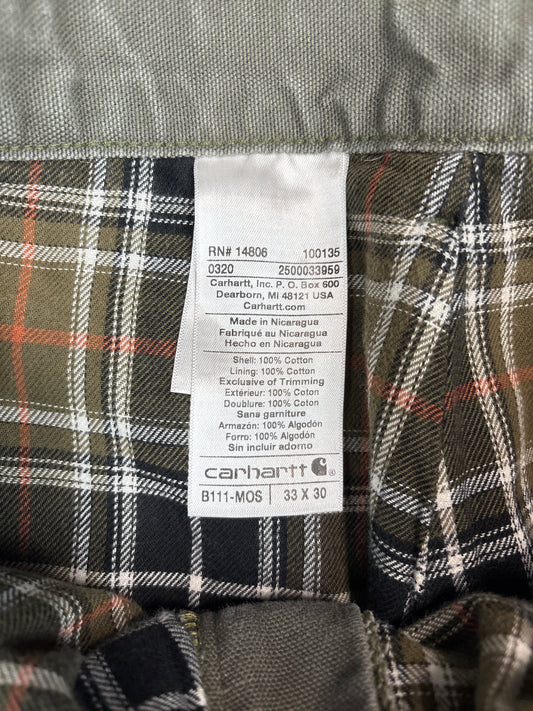 RN# 14806 100135
0320 2500033959
Carhartt, Inc. P. O. Box 600
Dearborn, MI 48121 USA
Carhartt.com
Made in Nicaragua
Fabriqué au Nicaragua
Hecho en Nicaragua
Shell: 100% Cotton
Lining: 100% Cotton
Exclusive of Trimming
Extérieur: 100% Coton
Doublure: 100% Coton
Sans garniture
Armazón: 100% Algodón
Forro: 100% Algodón
Sin incluir adorno
carhartt
B111-MOS 33 X 30